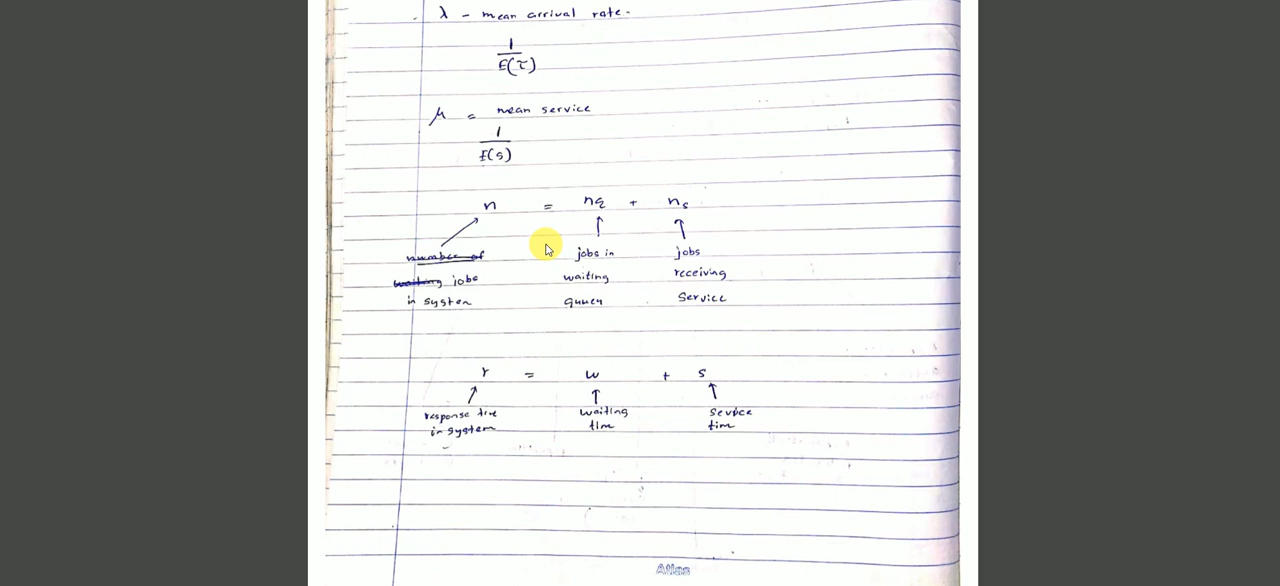 λ - mean arrival rate.
1
E(τ)
μ = mean service
1
E(s)
n = nq + ns
number of jobs in jobs
waiting jobs waiting receiving
in system queue service
r = w + s
response time waiting service
in system time time
Atlas